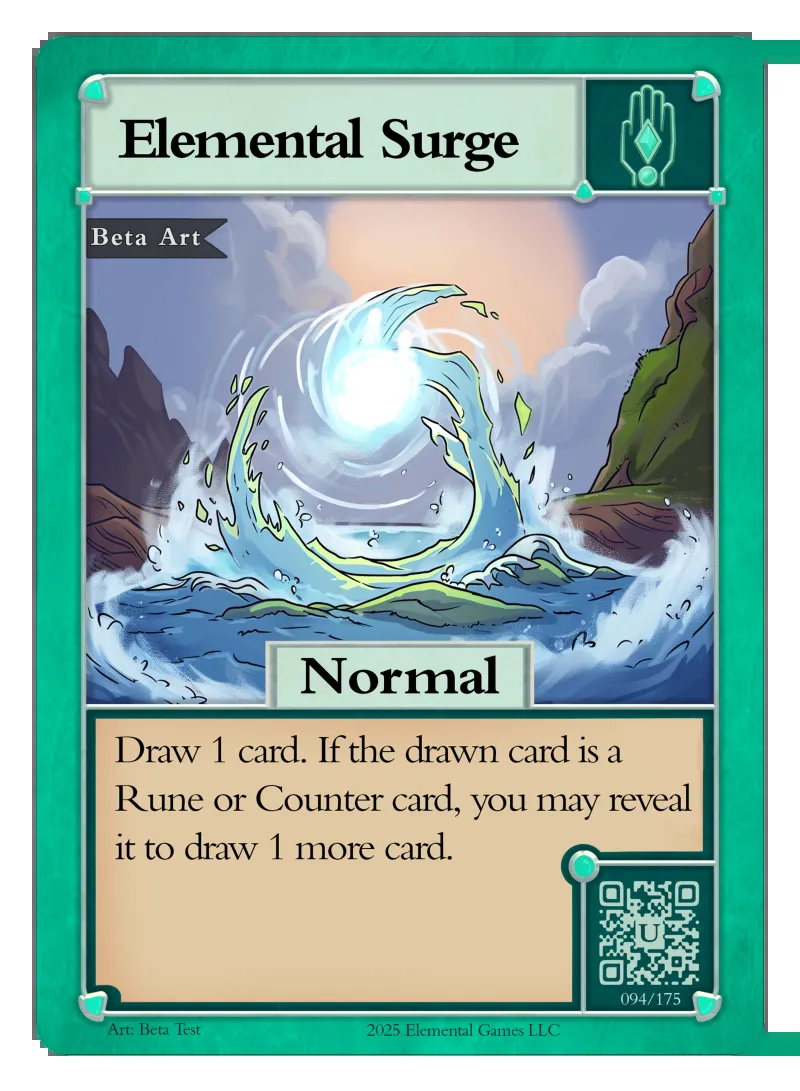 Elemental Surge
Beta Art
Normal
Draw 1 card. If the drawn card is a
Rune or Counter card, you may reveal
it to draw 1 more card.
U
094/175
Art: Beta Test
2025 Elemental Games LLC